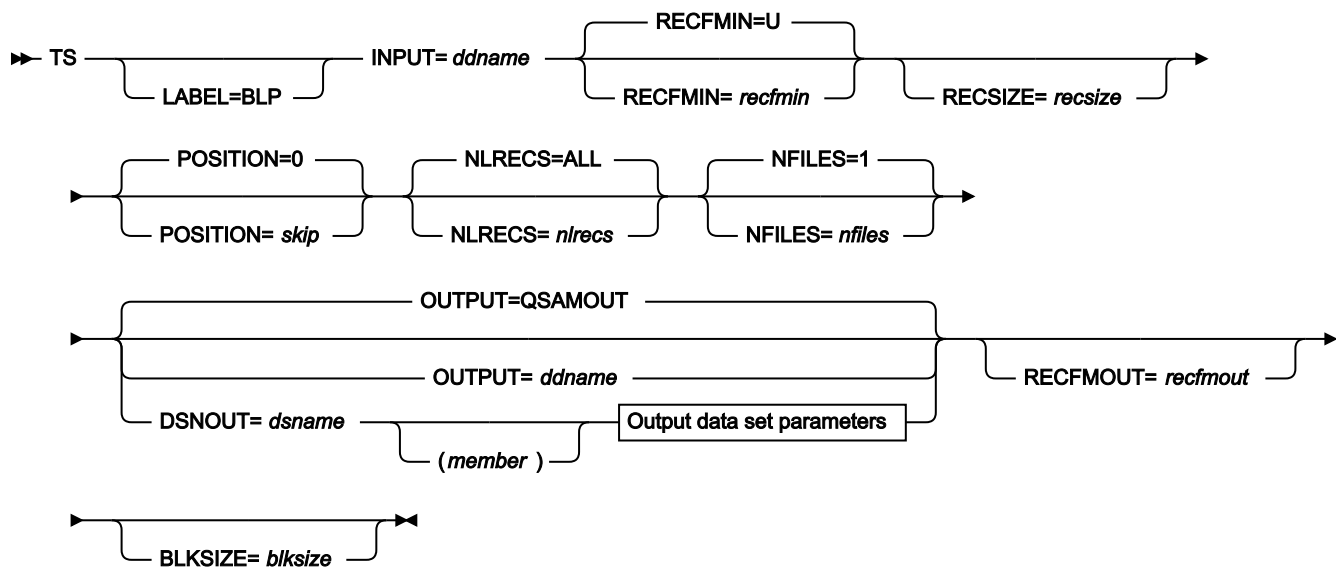 RECFMIN=U
TS INPUT= ddname
LABEL=BLP RECFMIN= recfmin RECSIZE= recsize
POSITION=0 NLRECS=ALL NFILES=1
POSITION= skip NLRECS= nlrecs NFILES= nfiles
OUTPUT=QSAMOUT
OUTPUT= ddname RECFMOUT= recfmout
DSNOUT= dsname Output data set parameters
(member )
BLKSIZE= blksize